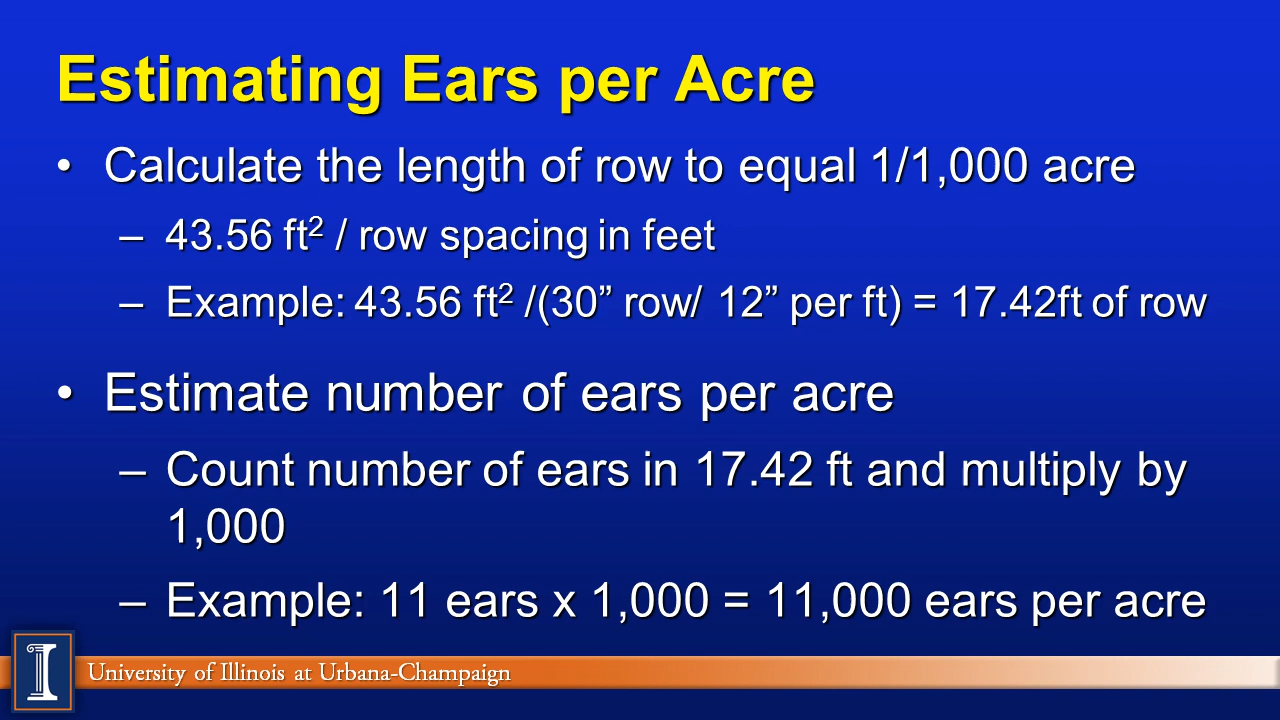 Estimating Ears per Acre
• Calculate the length of row to equal 1/1,000 acre
– 43.56 ft² / row spacing in feet
– Example: 43.56 ft² /(30” row/ 12” per ft) = 17.42ft of row
• Estimate number of ears per acre
– Count number of ears in 17.42 ft and multiply by
1,000
– Example: 11 ears x 1,000 = 11,000 ears per acre
I
University of Illinois at Urbana-Champaign